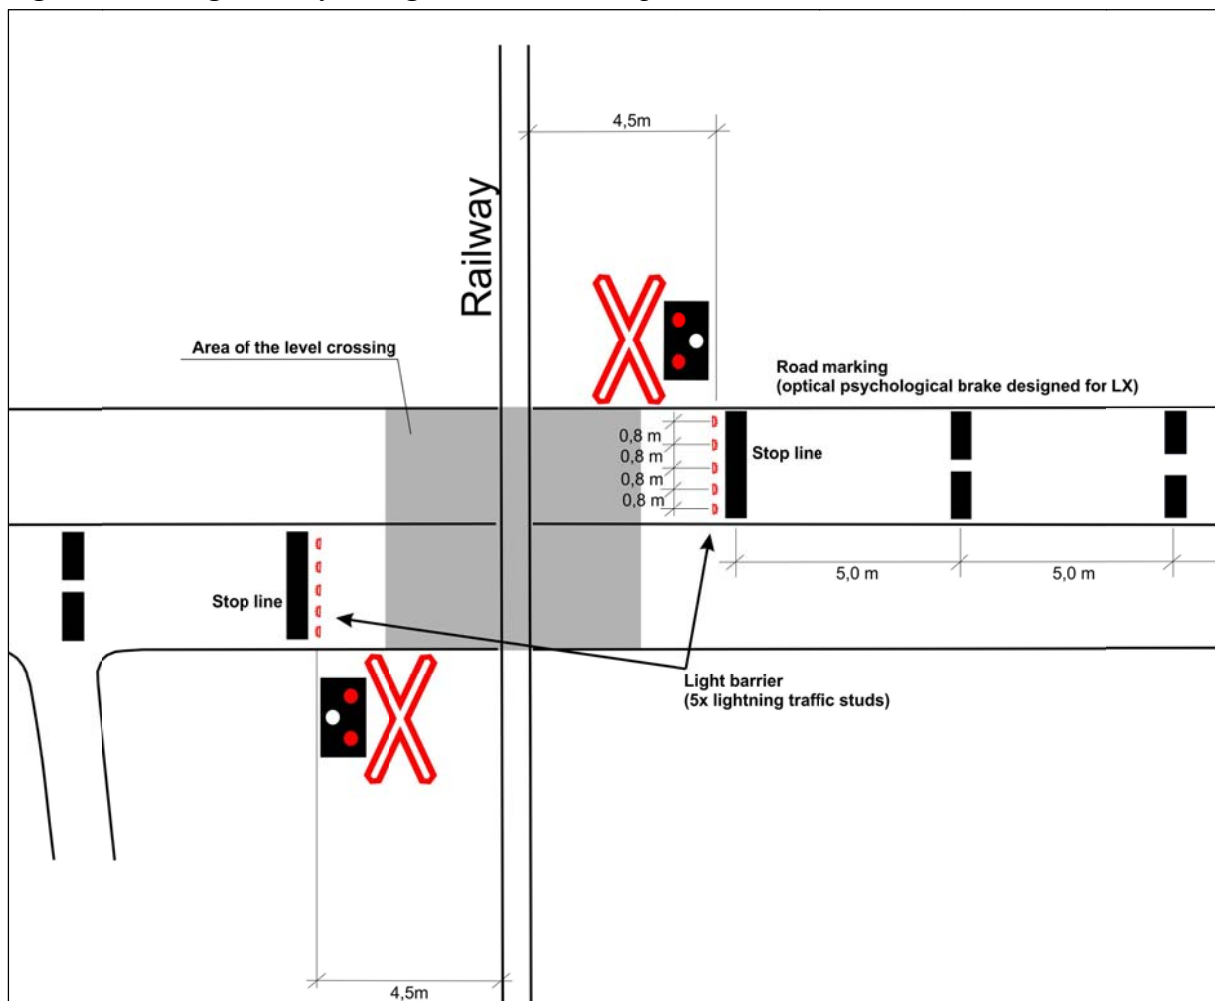 4,5m
Railway
Area of the level crossing
Road marking
(optical psychological brake designed for LX)
0,8 m
0,8 m
0,8 m
0,8 m
Stop line
5,0 m
5,0 m
Stop line
Light barrier
(5x lightning traffic studs)
4,5m